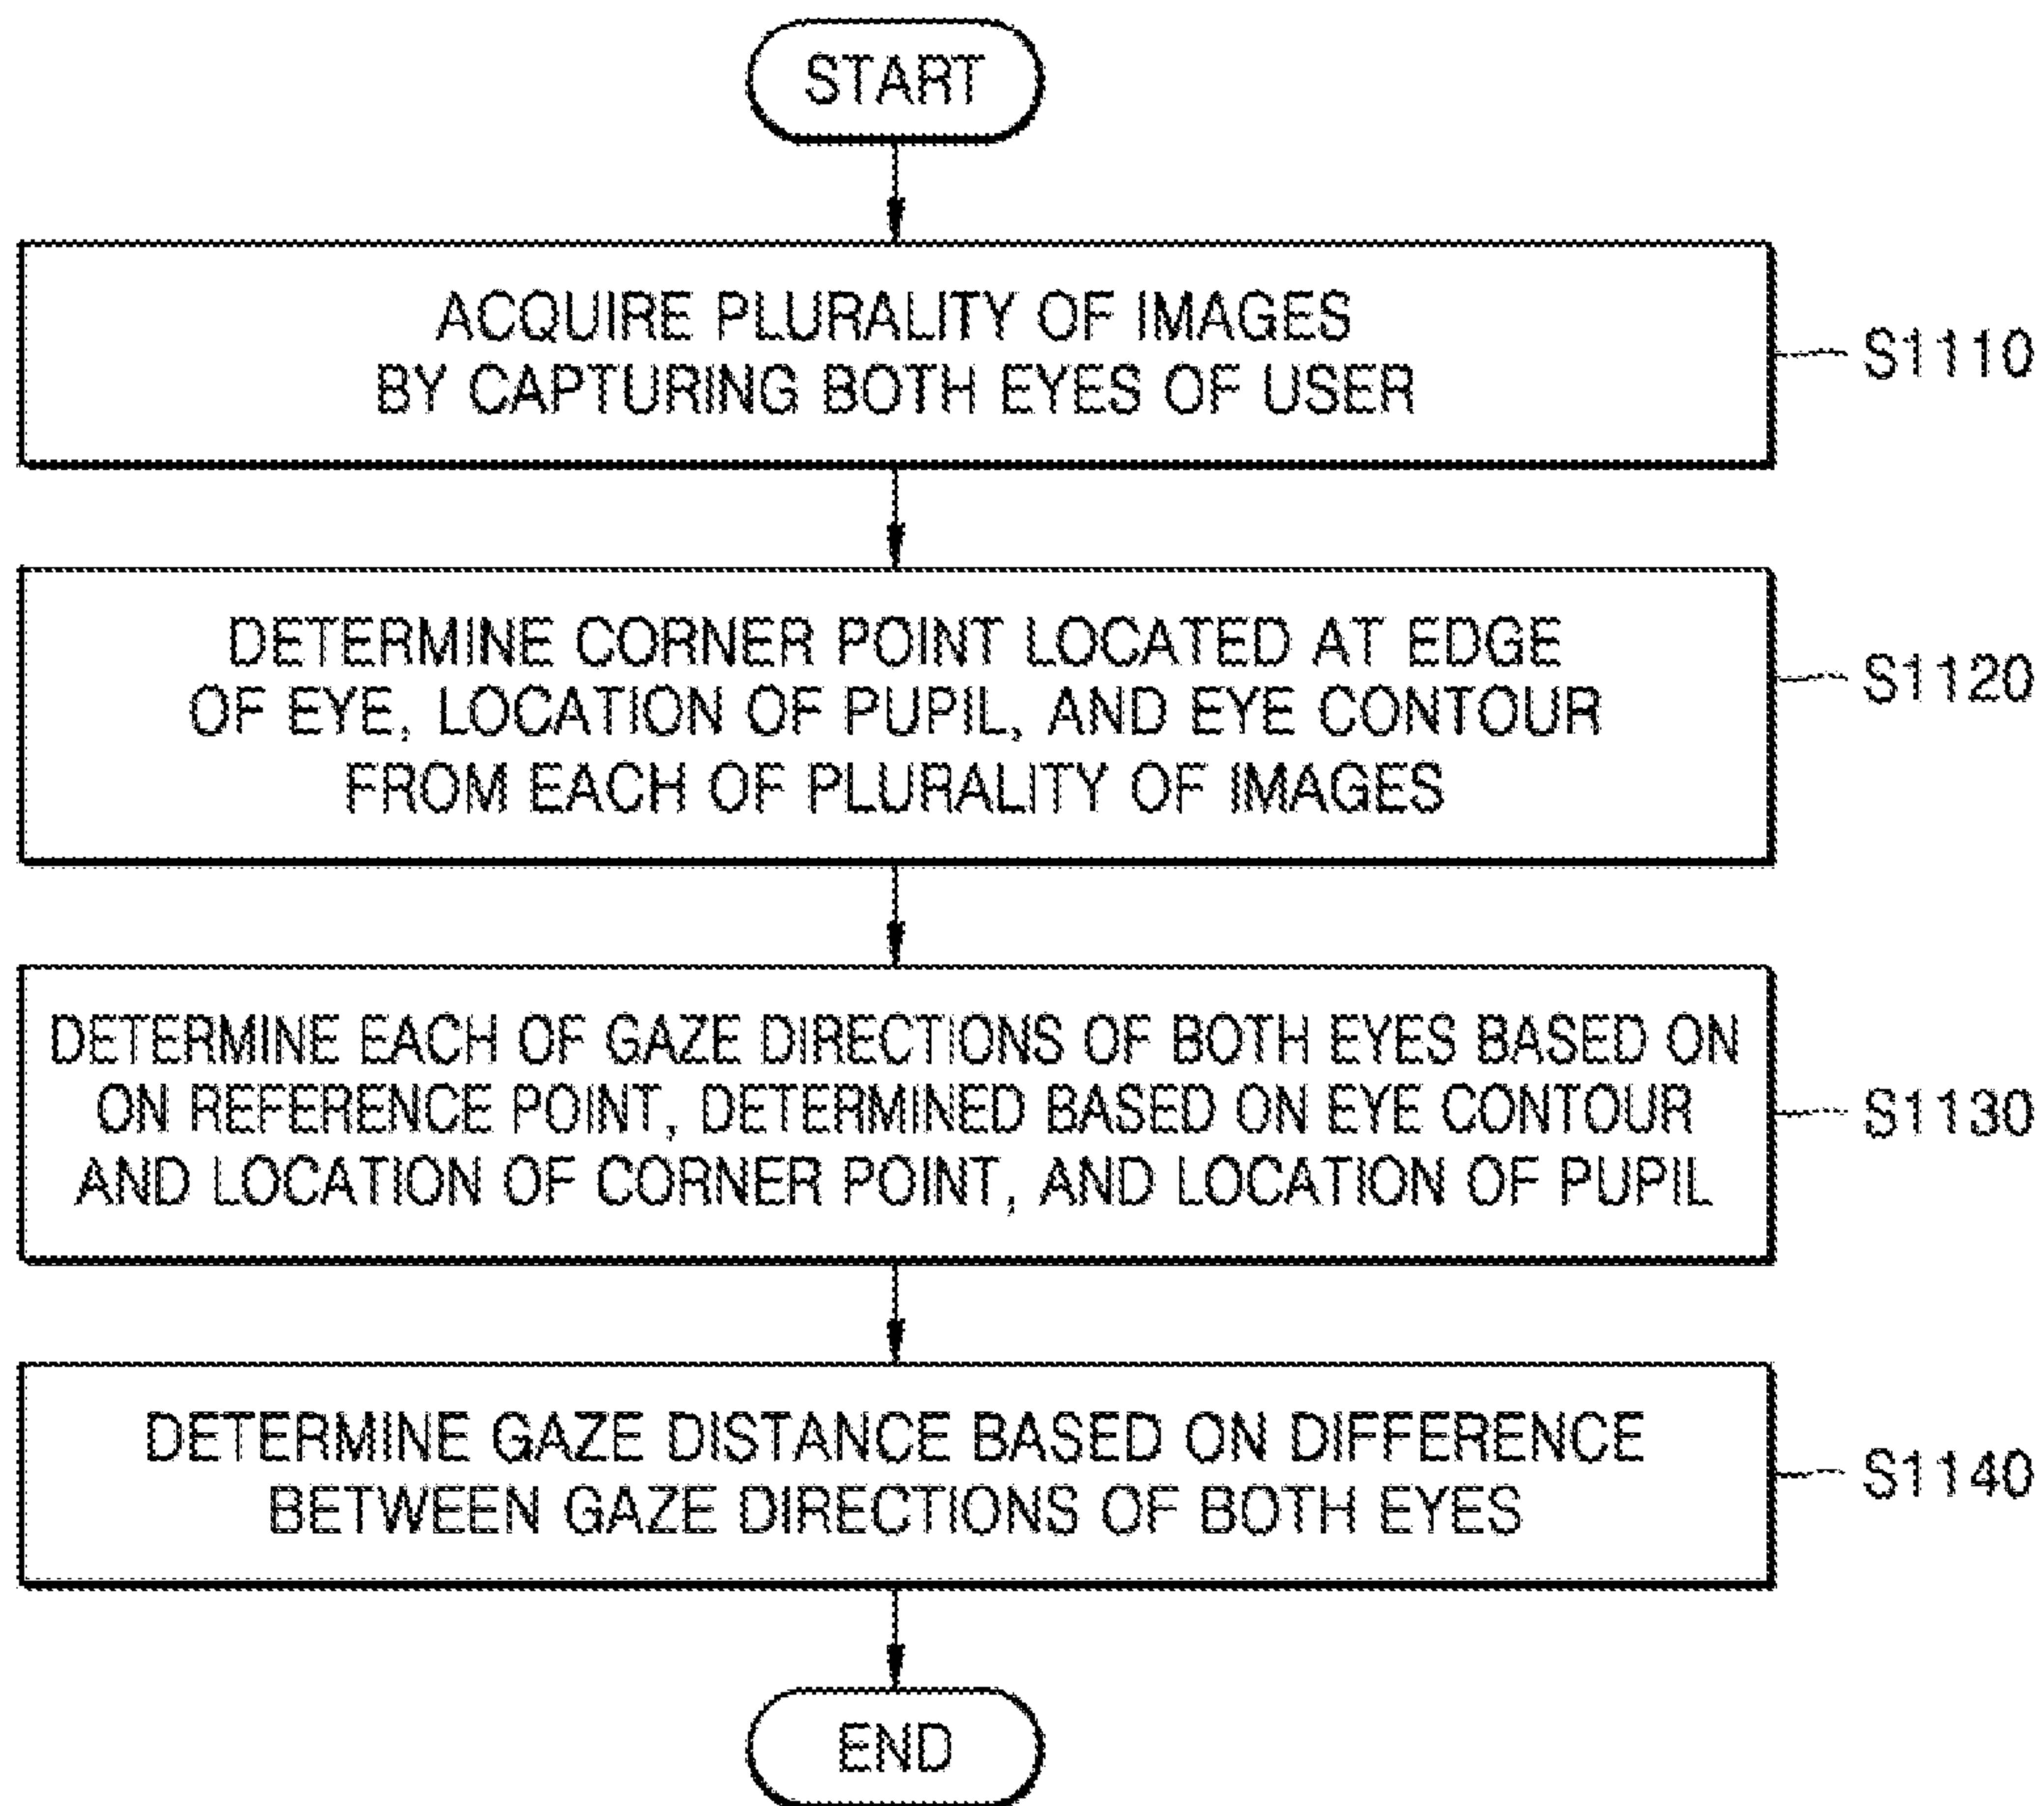 START
ACQUIRE PLURALITY OF IMAGES
BY CAPTURING BOTH EYES OF USER
S1110
DETERMINE CORNER POINT LOCATED AT EDGE
OF EYE, LOCATION OF PUPIL, AND EYE CONTOUR
FROM EACH OF PLURALITY OF IMAGES
S1120
DETERMINE EACH OF GAZE DIRECTIONS OF BOTH EYES BASED ON
ON REFERENCE POINT, DETERMINED BASED ON EYE CONTOUR
AND LOCATION OF CORNER POINT, AND LOCATION OF PUPIL
S1130
DETERMINE GAZE DISTANCE BASED ON DIFFERENCE
BETWEEN GAZE DIRECTIONS OF BOTH EYES
S1140
END